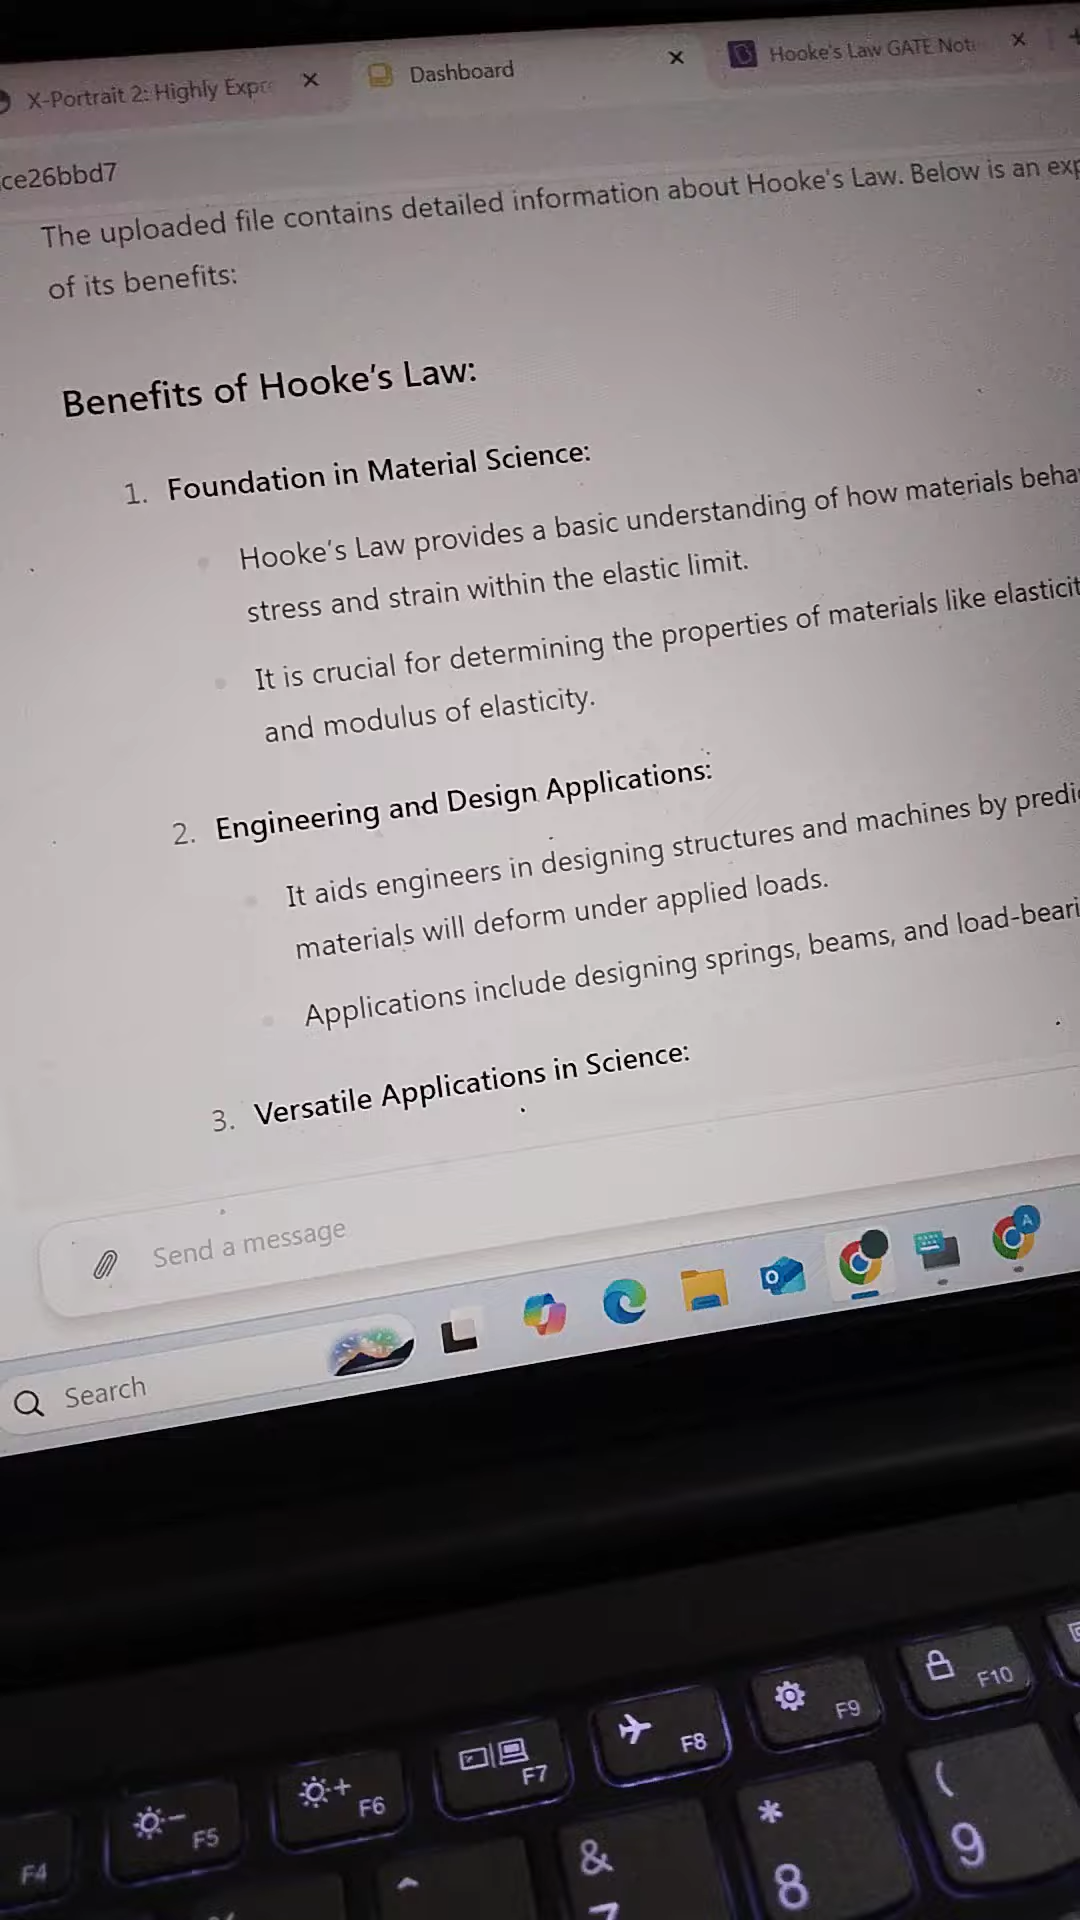 X-Portrait 2: Highly Expre
Dashboard
Hooke's Law GATE Not
ce26bbd7
The uploaded file contains detailed information about Hooke's Law. Below is an exp
of its benefits:
Benefits of Hooke's Law:
1. Foundation in Material Science:
Hooke's Law provides a basic understanding of how materials beha
stress and strain within the elastic limit.
It is crucial for determining the properties of materials like elasticit
and modulus of elasticity.
2. Engineering and Design Applications:
It aids engineers in designing structures and machines by predi
materials will deform under applied loads.
Applications include designing springs, beams, and load-beari
3. Versatile Applications in Science:
Send a message
A
Search
F10
F9
F8
F7
F6
F5
F4
(
9
*
8
&
7
^